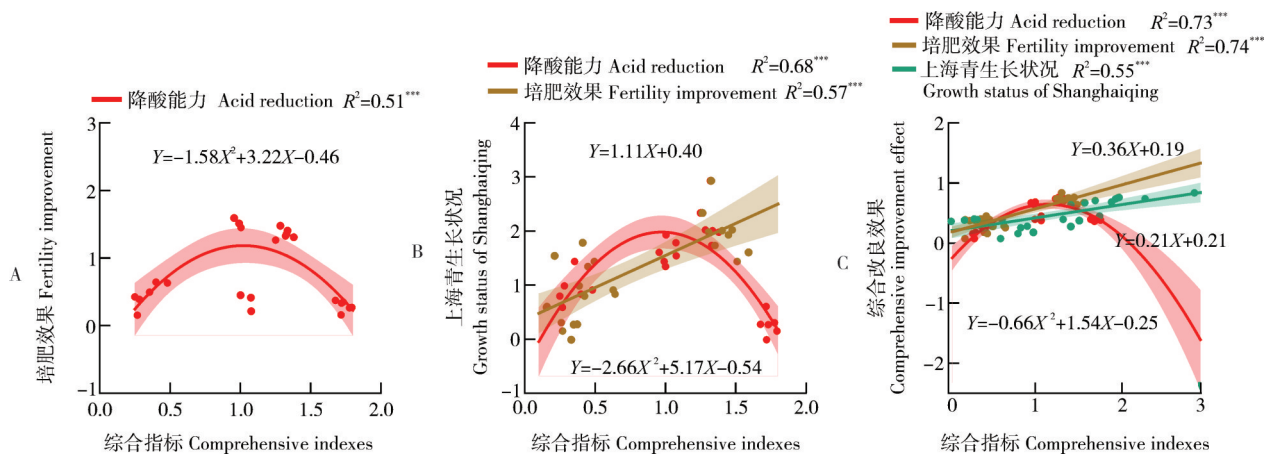 降酸能力 Acid reduction R²=0.51***
3
2
1
0
−1
0.0 0.5 1.0 1.5 2.0
Y=−1.58X²+3.22X−0.46
培肥效果 Fertility improvement
综合指标 Comprehensive indexes
A
降酸能力 Acid reduction R²=0.68***
培肥效果 Fertility improvement R²=0.57***
4
3
2
1
0
−1
0.0 0.5 1.0 1.5 2.0
Y=1.11X+0.40
Y=−2.66X²+5.17X−0.54
上海青生长状况
Growth status of Shanghaiqing
综合指标 Comprehensive indexes
B
降酸能力 Acid reduction R²=0.73***
培肥效果 Fertility improvement R²=0.74***
上海青生长状况 R²=0.55***
Growth status of Shanghaiqing
2
1
0
−1
−2
0 1 2 3
Y=0.36X+0.19
Y=0.21X+0.21
Y=−0.66X²+1.54X−0.25
综合改良效果
Comprehensive improvement effect
综合指标 Comprehensive indexes
C